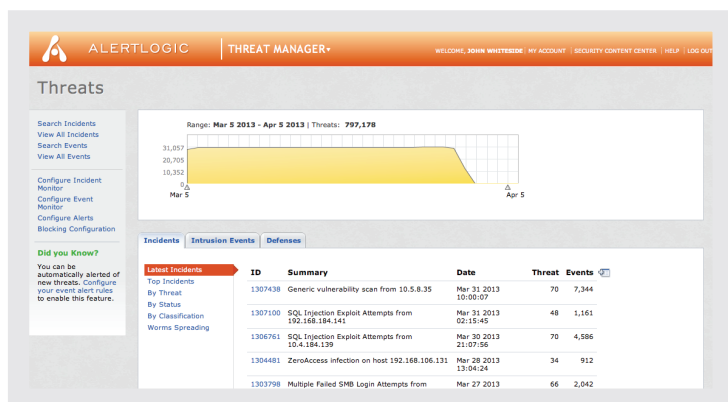 ALERTLOGIC
THREAT MANAGER
WELCOME, JOHN WHITESIDE MY ACCOUNT SECURITY CONTENT CENTER HELP LOG OUT
Threats
Search Incidents
View All Incidents
Search Events
View All Events
Configure Incident
Monitor
Configure Event
Monitor
Configure Alerts
Blocking Configuration
Did you Know?
You can be
automatically alerted of
new threats. Configure
your event alert rules
to enable this feature.
Range: Mar 5 2013 - Apr 5 2013 | Threats: 797,178
31,057
20,705
10,352
0
Mar 5
Apr 5
Incidents Intrusion Events Defenses
Latest Incidents
Top Incidents
By Threat
By Status
By Classification
Worms Spreading
ID Summary Date Threat Events
1307438 Generic vulnerability scan from 10.5.8.35 Mar 31 2013 70 7,344
10:00:07
1307100 SQL Injection Exploit Attempts from Mar 31 2013 48 1,161
192.168.184.141 02:15:45
1306761 SQL Injection Exploit Attempts from Mar 30 2013 70 4,586
10.4.184.139 21:07:56
1304481 ZeroAccess infection on host 192.168.106.131 Mar 28 2013 34 912
13:04:24
1303798 Multiple Failed SMB Login Attempts from Mar 27 2013 66 2,042